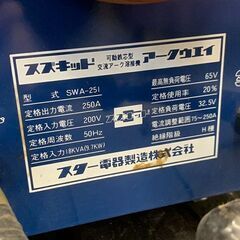 スズキッド 可動鉄芯型 交流アーク溶接機 アークウエイ
型式 SWA-251
定格出力電流 250A
定格入力電圧 200V
定格周波数 50Hz
定格入力 18KVA(9.7KW)
最高無負荷電圧 65V
定格使用率 20%
定格負荷電圧 32.5V
電流調整範囲 75〜250A
絶縁階級 H種
スター電器製造株式会社